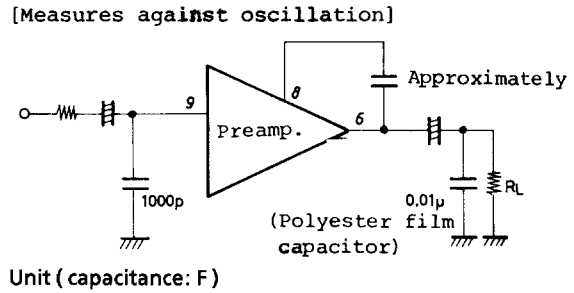 [Measures against oscillation]
8
Approximately
9
6
Preamp.
1000p
0.01µ
RL
(Polyester film
capacitor)
Unit (capacitance: F)